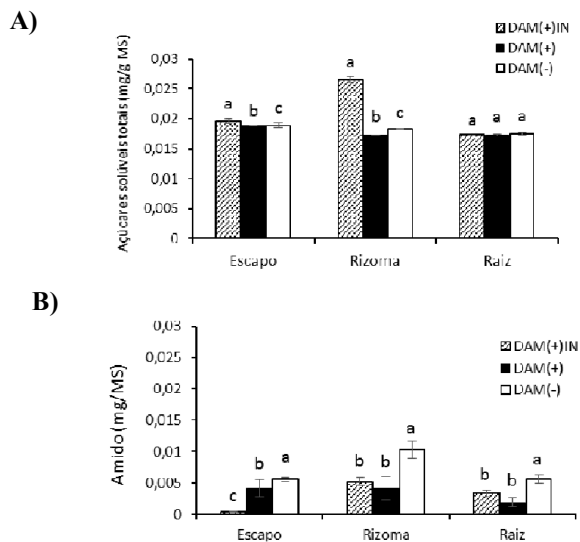 A)
Açúcares solúveis totais (mg/g MS)
0,03
0,025
0,02
0,015
0,01
0,005
0
DAM(+)IN
DAM(+)
DAM(-)
a b c
a b c
a a a
Escapo Rizoma Raiz
B)
Amido (mg/MS)
0,03
0,025
0,02
0,015
0,01
0,005
0
DAM(+)IN
DAM(+)
DAM(-)
c b a
b b a
b b a
Escapo Rizoma Raiz